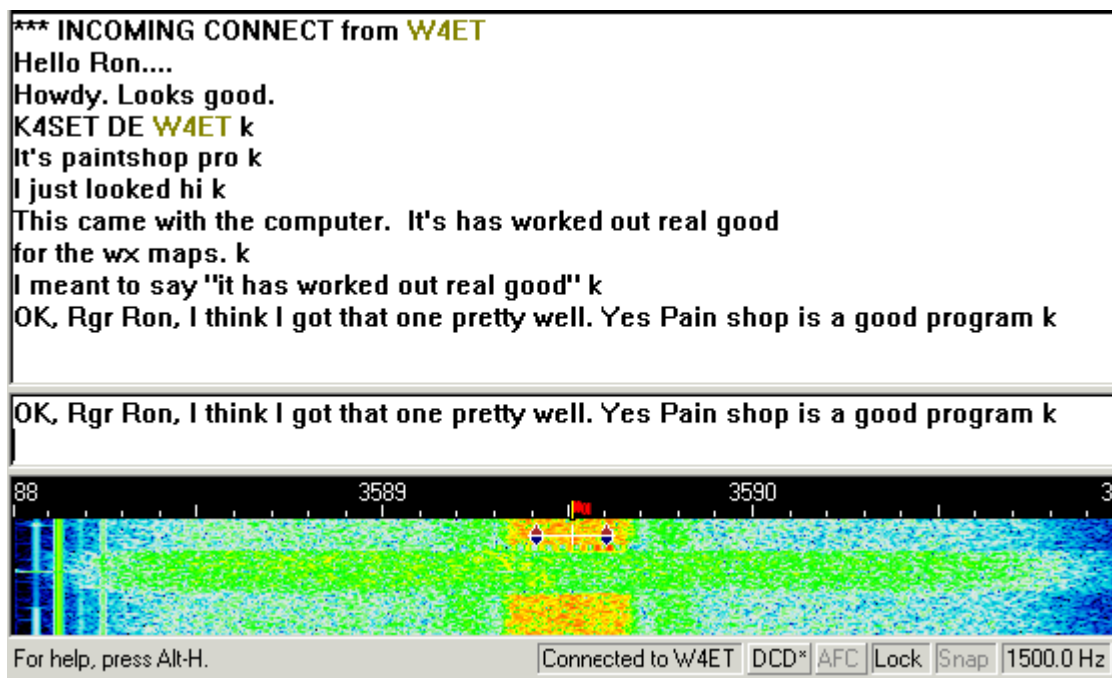 *** INCOMING CONNECT from W4ET
Hello Ron....
Howdy. Looks good.
K4SET DE W4ET k
It's paintshop pro k
I just looked hi k
This came with the computer.  It's has worked out real good
for the wx maps. k
I meant to say "it has worked out real good" k
OK, Rgr Ron, I think I got that one pretty well. Yes Pain shop is a good program k
OK, Rgr Ron, I think I got that one pretty well. Yes Pain shop is a good program k
88 3589 3590 3
For help, press Alt-H. Connected to W4ET DCD* AFC Lock Snap 1500.0 Hz